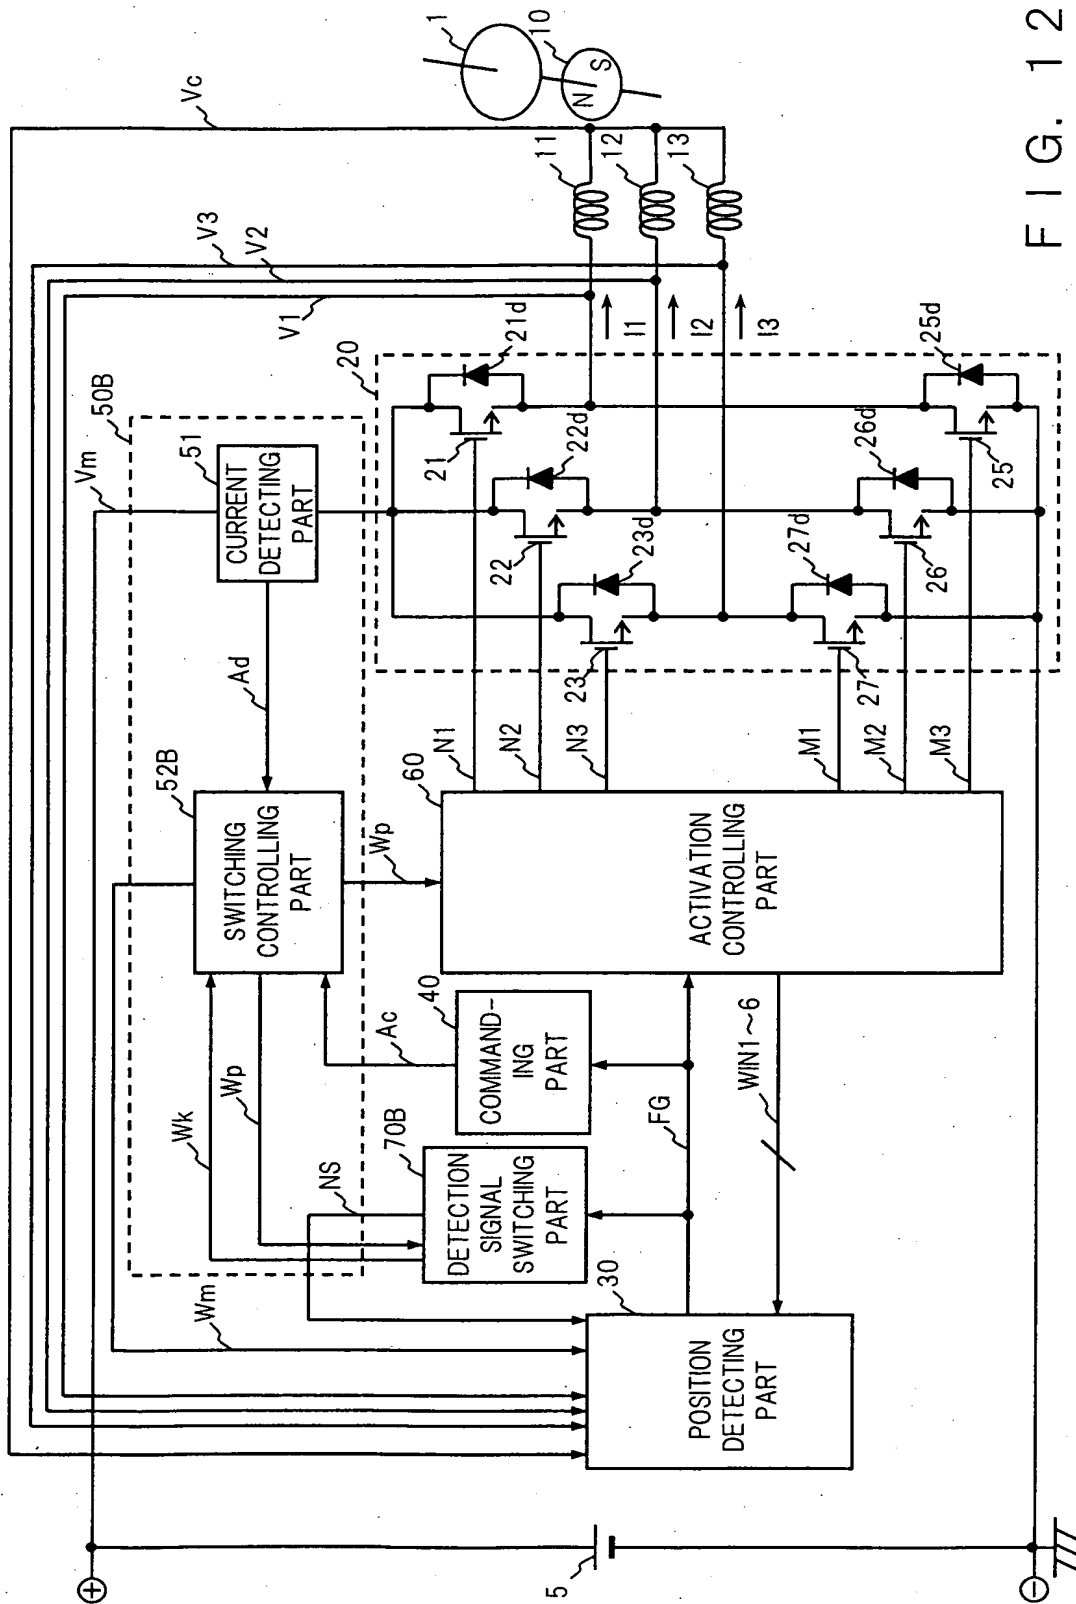 Vc
1
10
N
S
V3
V2
V1
11
12
13
Vm
50B
51
CURRENT
DETECTING
PART
20
21d
I1
I2
I3
25d
21
22d
26d
25
22
23d
27d
26
23
27
Ad
52B
SWITCHING
CONTROLLING
PART
Wp
60
N1
N2
N3
M1
M2
M3
ACTIVATION
CONTROLLING
PART
Wk
Wp
Ac
40
COMMAND-
ING
PART
NS
70B
DETECTION
SIGNAL
SWITCHING
PART
FG
WIN1~6
Wm
30
POSITION
DETECTING
PART
+
5
−
FIG. 12